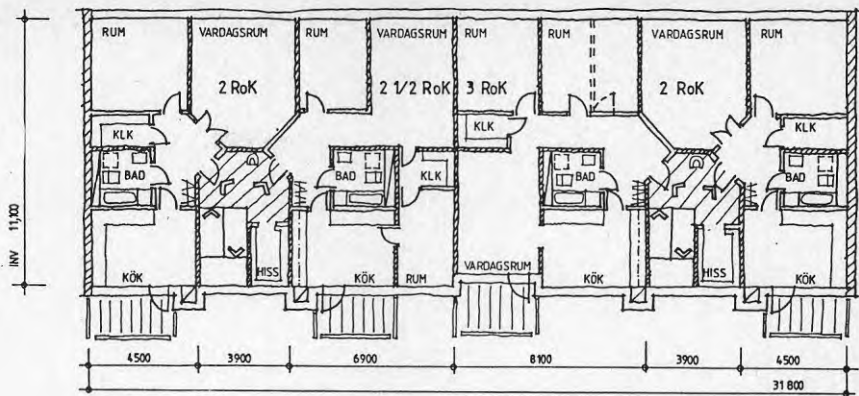 RUM VARDAGSRUM RUM VARDAGSRUM RUM RUM VARDAGSRUM RUM
2 RoK 2 1/2 RoK 3 RoK 2 RoK
KLK KLK KLK
BAD BAD KLK BAD BAD
INV 11,100
KÖK HISS KÖK RUM VARDAGSRUM KÖK HISS KÖK
4500 3900 6900 8100 3900 4500
31 800